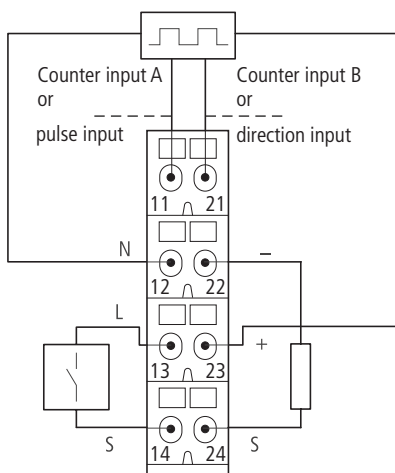 Counter input A
or
pulse input
Counter input B
or
direction input
11 21
N
12 22
–
L
13 23
+
S
14 24
S